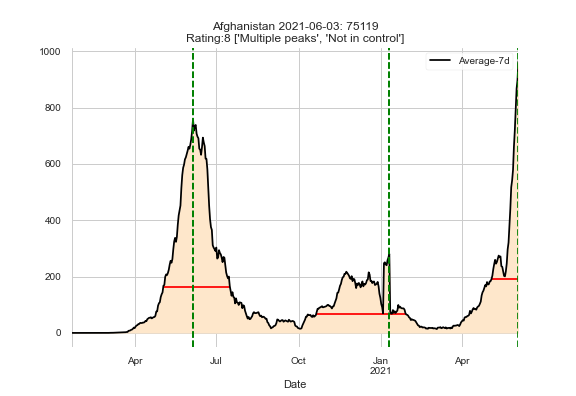 Afghanistan 2021-06-03: 75119
Rating:8 ['Multiple peaks', 'Not in control']
Average-7d
1000
800
600
400
200
0
Apr Jul Oct Jan Apr
2021
Date